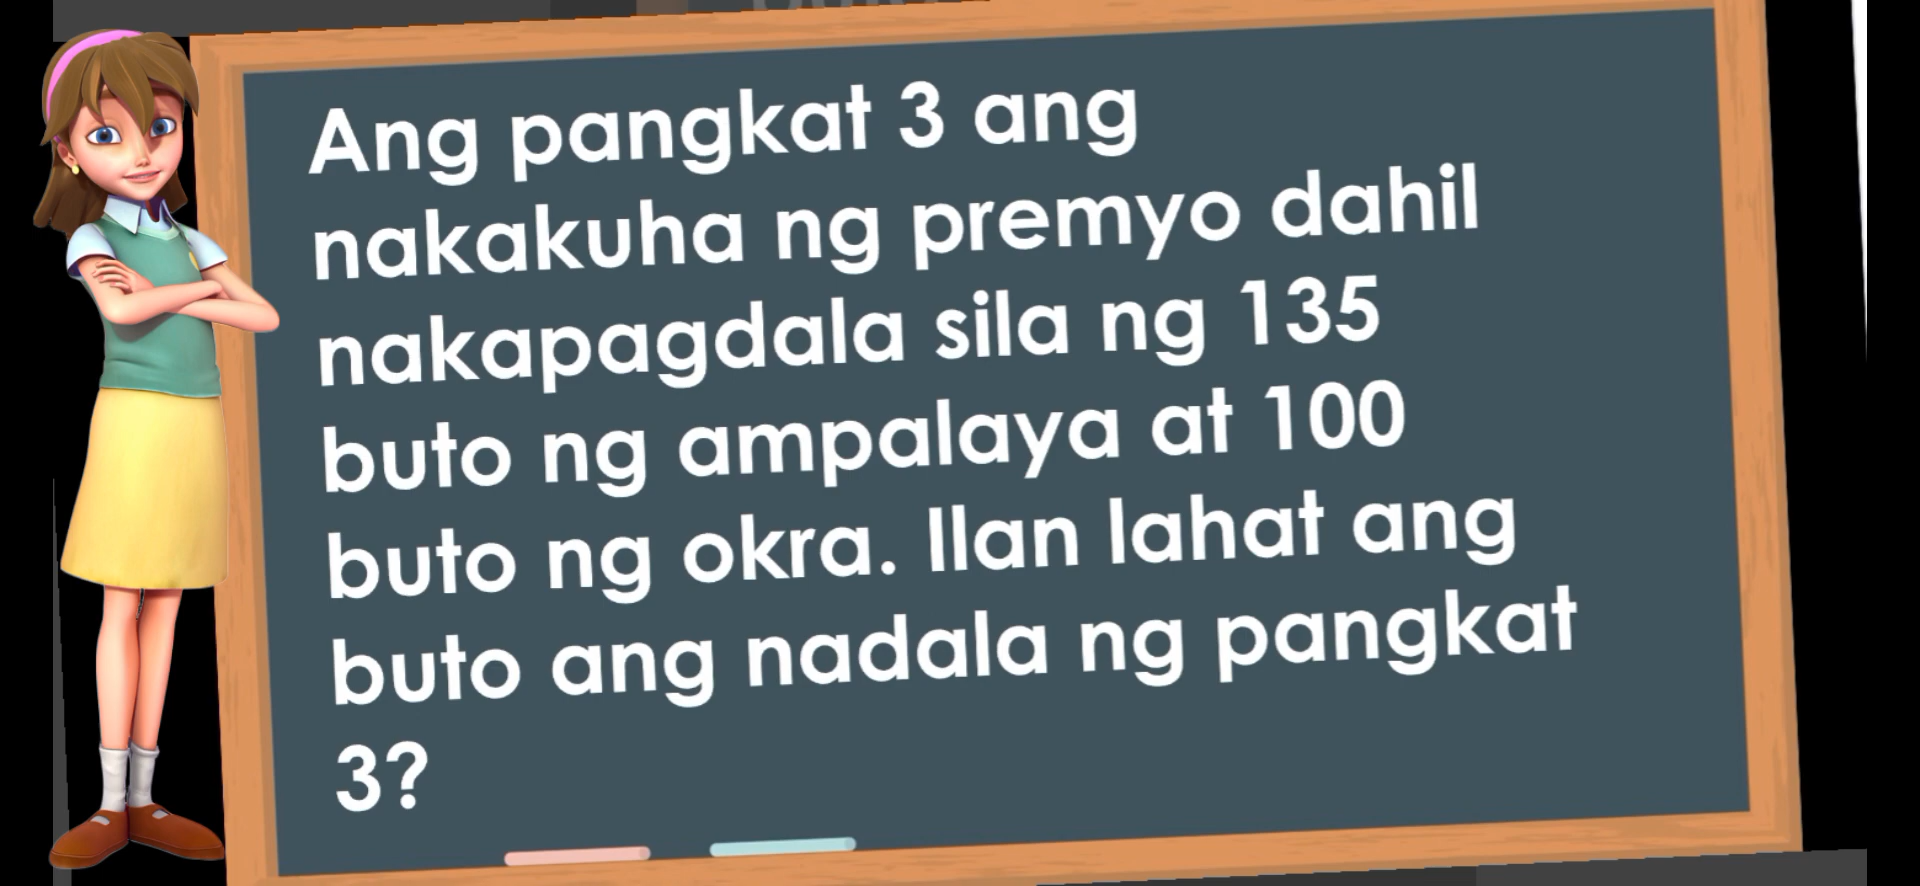 Ang pangkat 3 ang
nakakuha ng premyo dahil
nakapagdala sila ng 135
buto ng ampalaya at 100
buto ng okra. Ilan lahat ang
buto ang nadala ng pangkat
3?